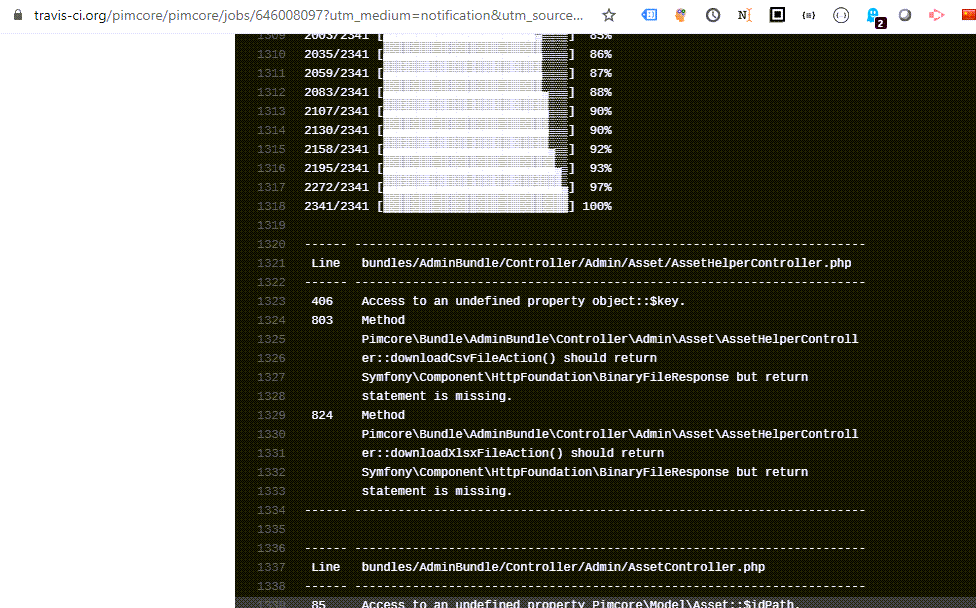 travis-ci.org/pimcore/pimcore/jobs/646008097?utm_medium=notification&utm_source...
2
1309 2003/2341 [ ] 85%
1310 2035/2341 [ ] 86%
1311 2059/2341 [ ] 87%
1312 2083/2341 [ ] 88%
1313 2107/2341 [ ] 90%
1314 2130/2341 [ ] 90%
1315 2158/2341 [ ] 92%
1316 2195/2341 [ ] 93%
1317 2272/2341 [ ] 97%
1318 2341/2341 [ ] 100%
1319
1320 ------ -----------------------------------------------------------------------
1321 Line bundles/AdminBundle/Controller/Admin/Asset/AssetHelperController.php
1322 ------ -----------------------------------------------------------------------
1323 406 Access to an undefined property object::$key.
1324 803 Method
1325 Pimcore\Bundle\AdminBundle\Controller\Admin\Asset\AssetHelperControll
1326 er::downloadCsvFileAction() should return
1327 Symfony\Component\HttpFoundation\BinaryFileResponse but return
1328 statement is missing.
1329 824 Method
1330 Pimcore\Bundle\AdminBundle\Controller\Admin\Asset\AssetHelperControll
1331 er::downloadXlsxFileAction() should return
1332 Symfony\Component\HttpFoundation\BinaryFileResponse but return
1333 statement is missing.
1334 ------ -----------------------------------------------------------------------
1335
1336 ------ -----------------------------------------------------------------------
1337 Line bundles/AdminBundle/Controller/Admin/AssetController.php
1338 ------ -----------------------------------------------------------------------
1339 85 Access to an undefined property Pimcore\Model\Asset::$idPath.